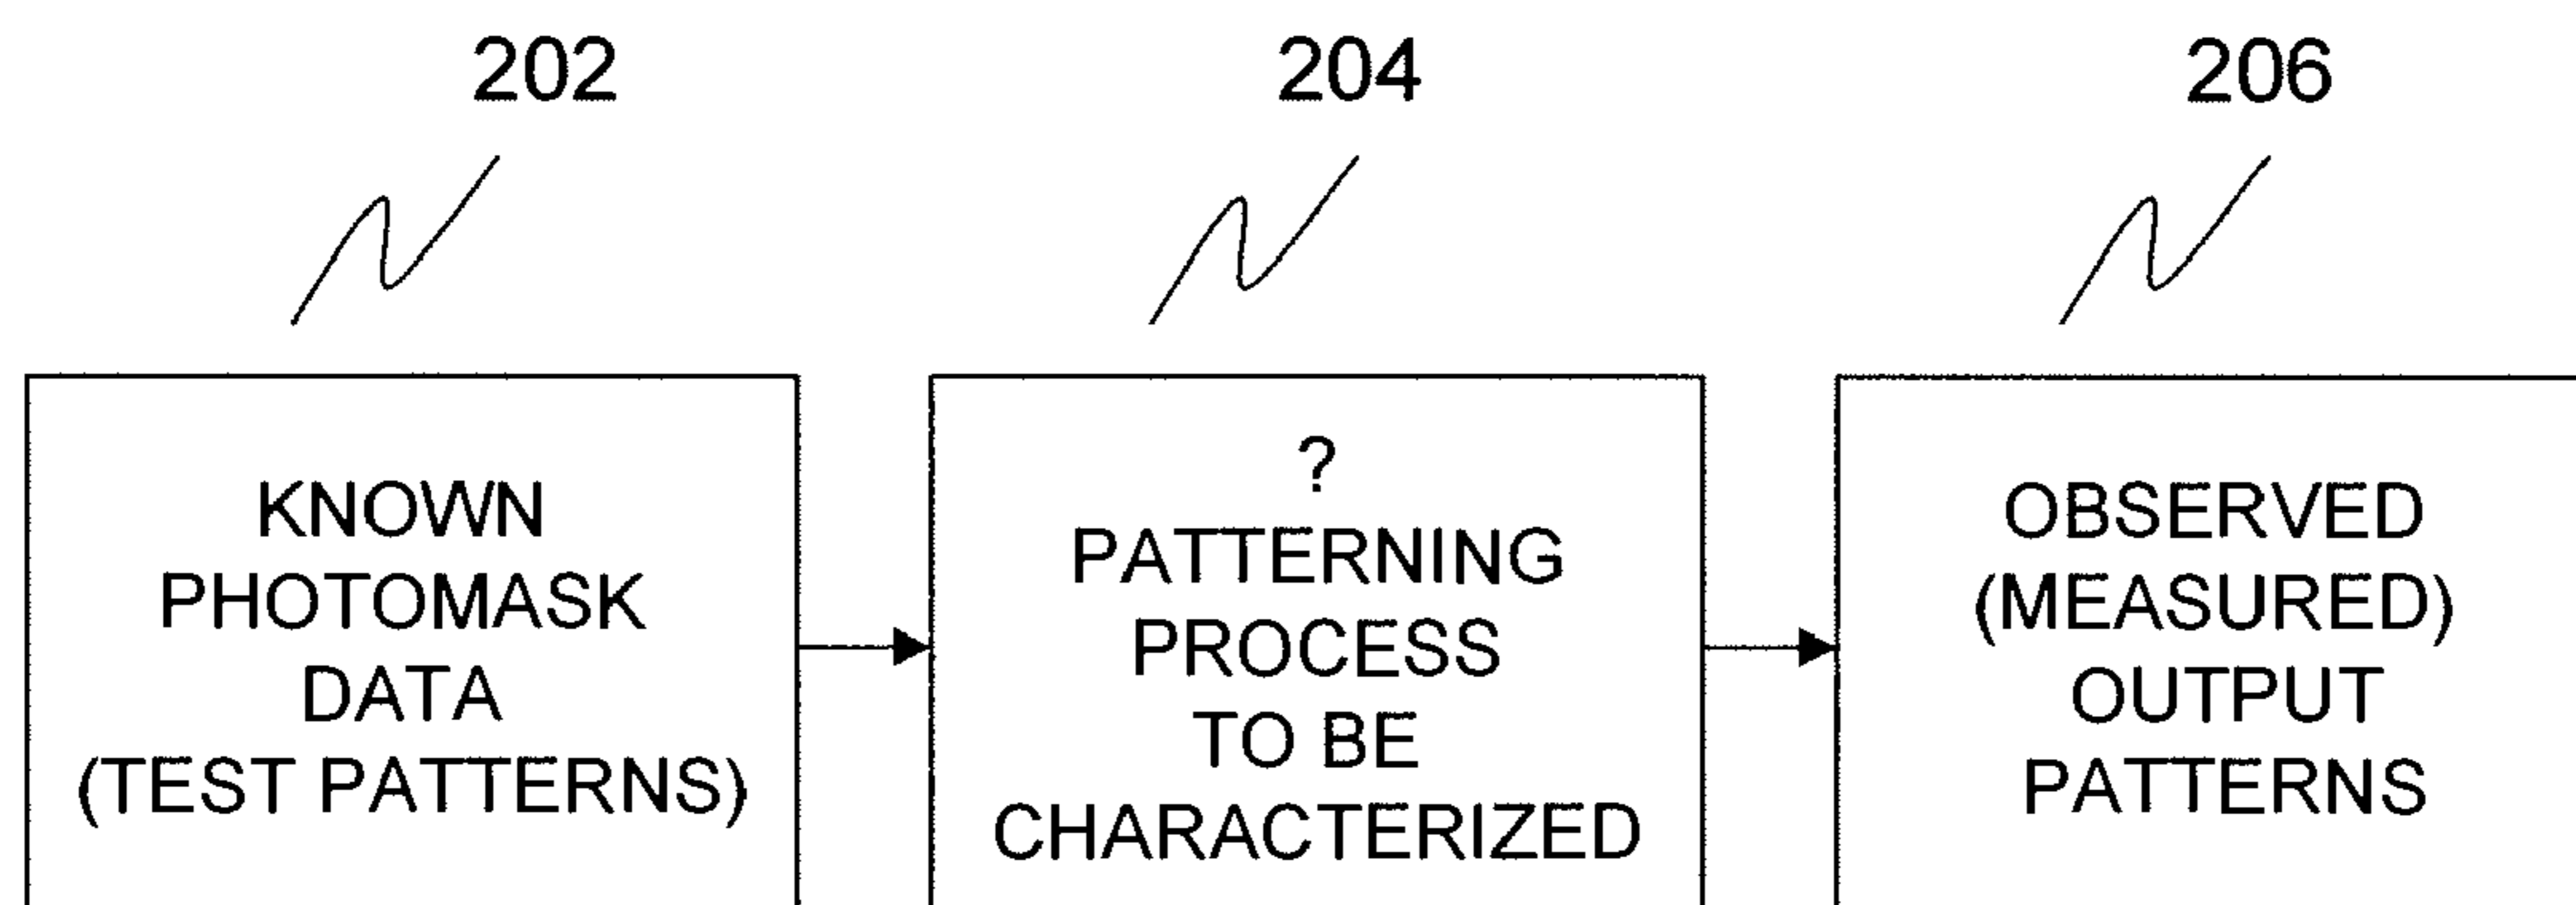 202
204
206
KNOWN
PHOTOMASK
DATA
(TEST PATTERNS)
?
PATTERNING
PROCESS
TO BE
CHARACTERIZED
OBSERVED
(MEASURED)
OUTPUT
PATTERNS